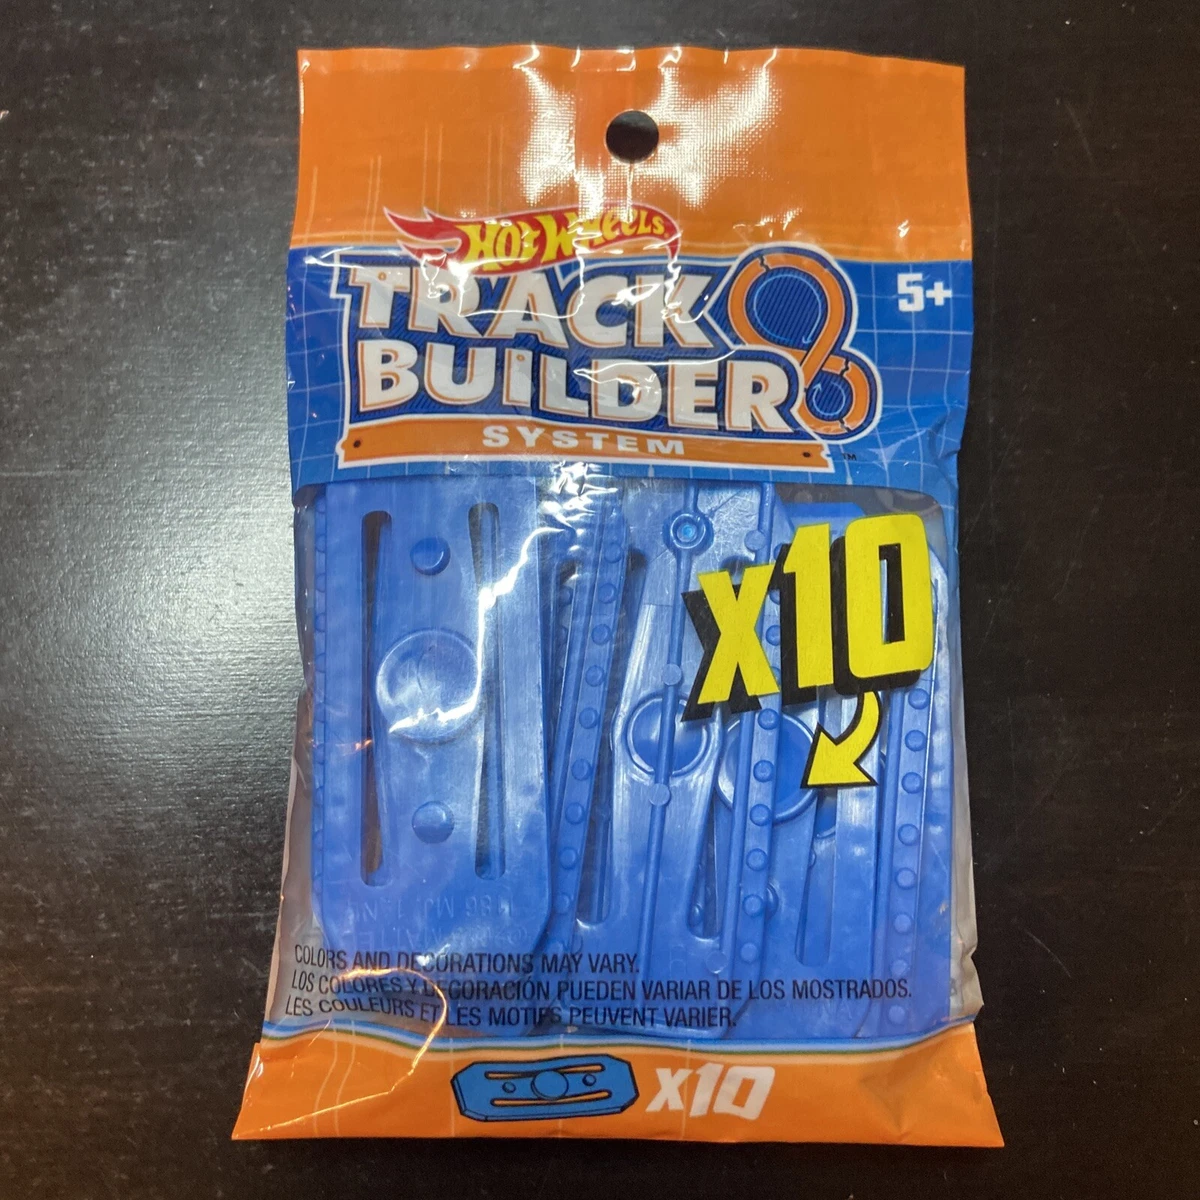 HOT WHEELS
TRACK
BUILDER
SYSTEM
TM
5+
x10
COLORS AND DECORATIONS MAY VARY.
LOS COLORES Y DECORACIÓN PUEDEN VARIAR DE LOS MOSTRADOS.
LES COULEURS ET LES MOTIFS PEUVENT VARIER.
x10